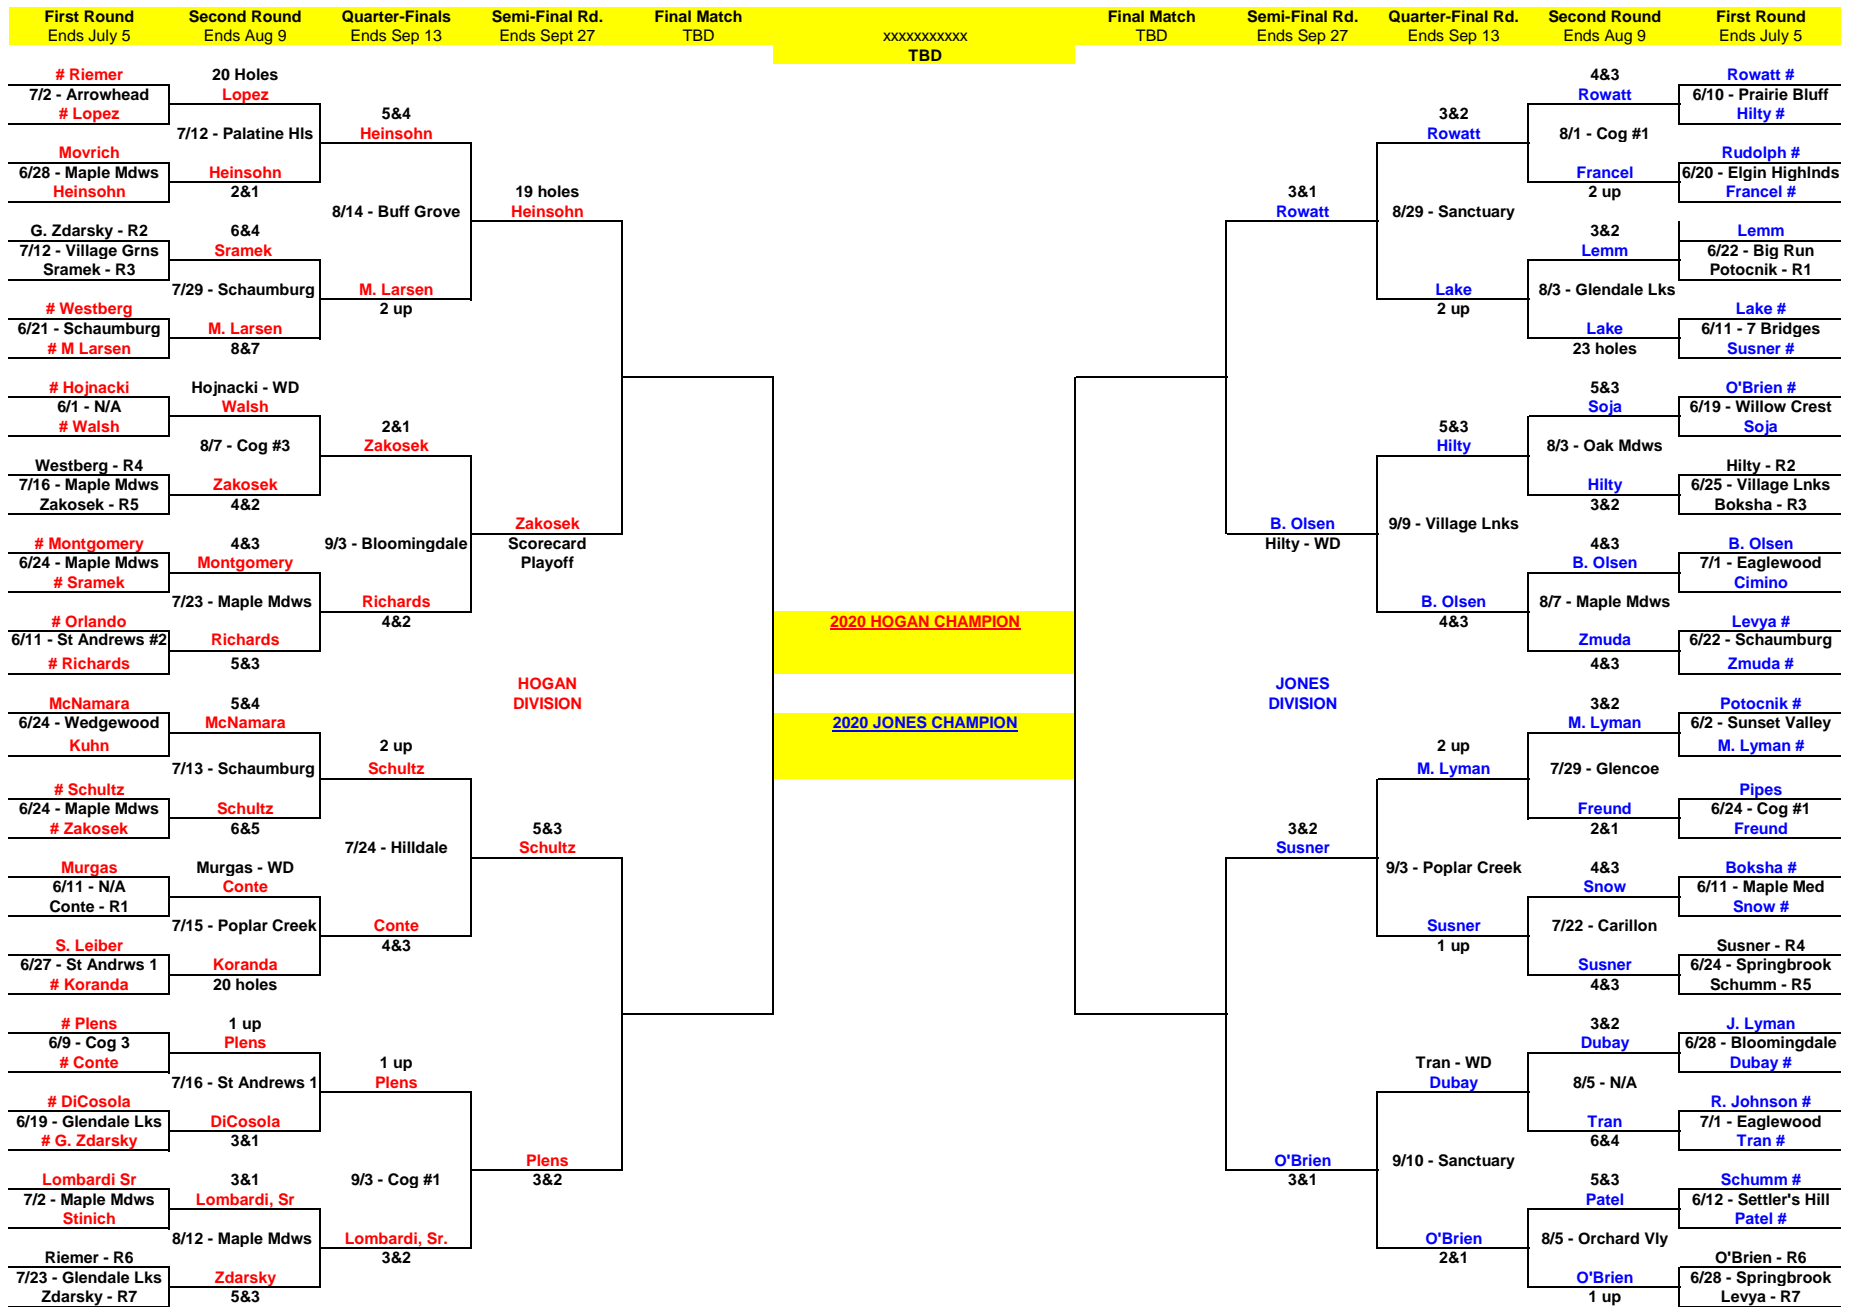 First Round Second Round Quarter-Finals Semi-Final Rd. Final Match Final Match Semi-Final Rd. Quarter-Final Rd. Second Round First Round
Ends July 5 Ends Aug 9 Ends Sep 13 Ends Sept 27 TBD xxxxxxxxxxx TBD Ends Sep 27 Ends Sep 13 Ends Aug 9 Ends July 5
TBD
# Riemer 20 Holes 4&3 Rowatt #
7/2 - Arrowhead Lopez Rowatt 6/10 - Prairie Bluff
# Lopez 5&4 3&2 Hilty #
7/12 - Palatine Hls Heinsohn Rowatt 8/1 - Cog #1
Movrich Rudolph #
6/28 - Maple Mdws Heinsohn Francel 6/20 - Elgin Highlnds
Heinsohn 2&1 19 holes 3&1 2 up Francel #
8/14 - Buff Grove Heinsohn Rowatt 8/29 - Sanctuary
G. Zdarsky - R2 6&4 3&2 Lemm
7/12 - Village Grns Sramek Lemm 6/22 - Big Run
Sramek - R3 Potocnik - R1
7/29 - Schaumburg M. Larsen Lake 8/3 - Glendale Lks
# Westberg 2 up 2 up Lake #
6/21 - Schaumburg M. Larsen Lake 6/11 - 7 Bridges
# M Larsen 8&7 23 holes Susner #
# Hojnacki Hojnacki - WD 5&3 O'Brien #
6/1 - N/A Walsh Soja 6/19 - Willow Crest
# Walsh 2&1 5&3 Soja
8/7 - Cog #3 Zakosek Hilty 8/3 - Oak Mdws
Westberg - R4 Hilty - R2
7/16 - Maple Mdws Zakosek Hilty 6/25 - Village Lnks
Zakosek - R5 4&2 3&2 Boksha - R3
Zakosek B. Olsen 9/9 - Village Lnks
# Montgomery 4&3 9/3 - Bloomingdale Scorecard Hilty - WD 4&3 B. Olsen
6/24 - Maple Mdws Montgomery Playoff B. Olsen 7/1 - Eaglewood
# Sramek Cimino
7/23 - Maple Mdws Richards B. Olsen 8/7 - Maple Mdws
# Orlando 4&2 2020 HOGAN CHAMPION 4&3 Levya #
6/11 - St Andrews #2 Richards Zmuda 6/22 - Schaumburg
# Richards 5&3 4&3 Zmuda #
HOGAN JONES
McNamara 5&4 DIVISION DIVISION 3&2 Potocnik #
6/24 - Wedgewood McNamara 2020 JONES CHAMPION M. Lyman 6/2 - Sunset Valley
Kuhn 2 up 2 up M. Lyman #
7/13 - Schaumburg Schultz M. Lyman 7/29 - Glencoe
# Schultz Pipes
6/24 - Maple Mdws Schultz Freund 6/24 - Cog #1
# Zakosek 6&5 5&3 3&2 2&1 Freund
7/24 - Hilldale Schultz Susner
Murgas Murgas - WD 9/3 - Poplar Creek 4&3 Boksha #
6/11 - N/A Conte Snow 6/11 - Maple Med
Conte - R1 Snow #
7/15 - Poplar Creek Conte Susner 7/22 - Carillon
S. Leiber 4&3 1 up Susner - R4
6/27 - St Andrws 1 Koranda Susner 6/24 - Springbrook
# Koranda 20 holes 4&3 Schumm - R5
# Plens 1 up 3&2 J. Lyman
6/9 - Cog 3 Plens Dubay 6/28 - Bloomingdale
# Conte 1 up Tran - WD Dubay #
7/16 - St Andrews 1 Plens Dubay 8/5 - N/A
# DiCosola R. Johnson #
6/19 - Glendale Lks DiCosola Tran 7/1 - Eaglewood
# G. Zdarsky 3&1 6&4 Tran #
Plens O'Brien 9/10 - Sanctuary
Lombardi Sr 3&1 9/3 - Cog #1 3&2 3&1 5&3 Schumm #
7/2 - Maple Mdws Lombardi, Sr Patel 6/12 - Settler's Hill
Stinich Patel #
8/12 - Maple Mdws Lombardi, Sr. O'Brien 8/5 - Orchard Vly
Riemer - R6 3&2 2&1 O'Brien - R6
7/23 - Glendale Lks Zdarsky O'Brien 6/28 - Springbrook
Zdarsky - R7 5&3 1 up Levya - R7